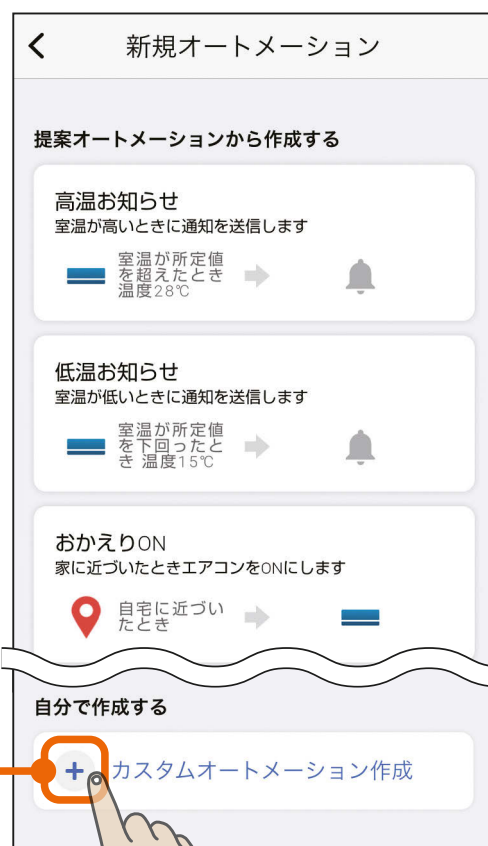 新規オートメーション
提案オートメーションから作成する
高温お知らせ
室温が高いときに通知を送信します
室温が所定値
を超えたとき
温度28℃
低温お知らせ
室温が低いときに通知を送信します
室温が所定値
を下回ったと
き 温度15℃
おかえりON
家に近づいたときエアコンをONにします
自宅に近づい
たとき
自分で作成する
カスタムオートメーション作成